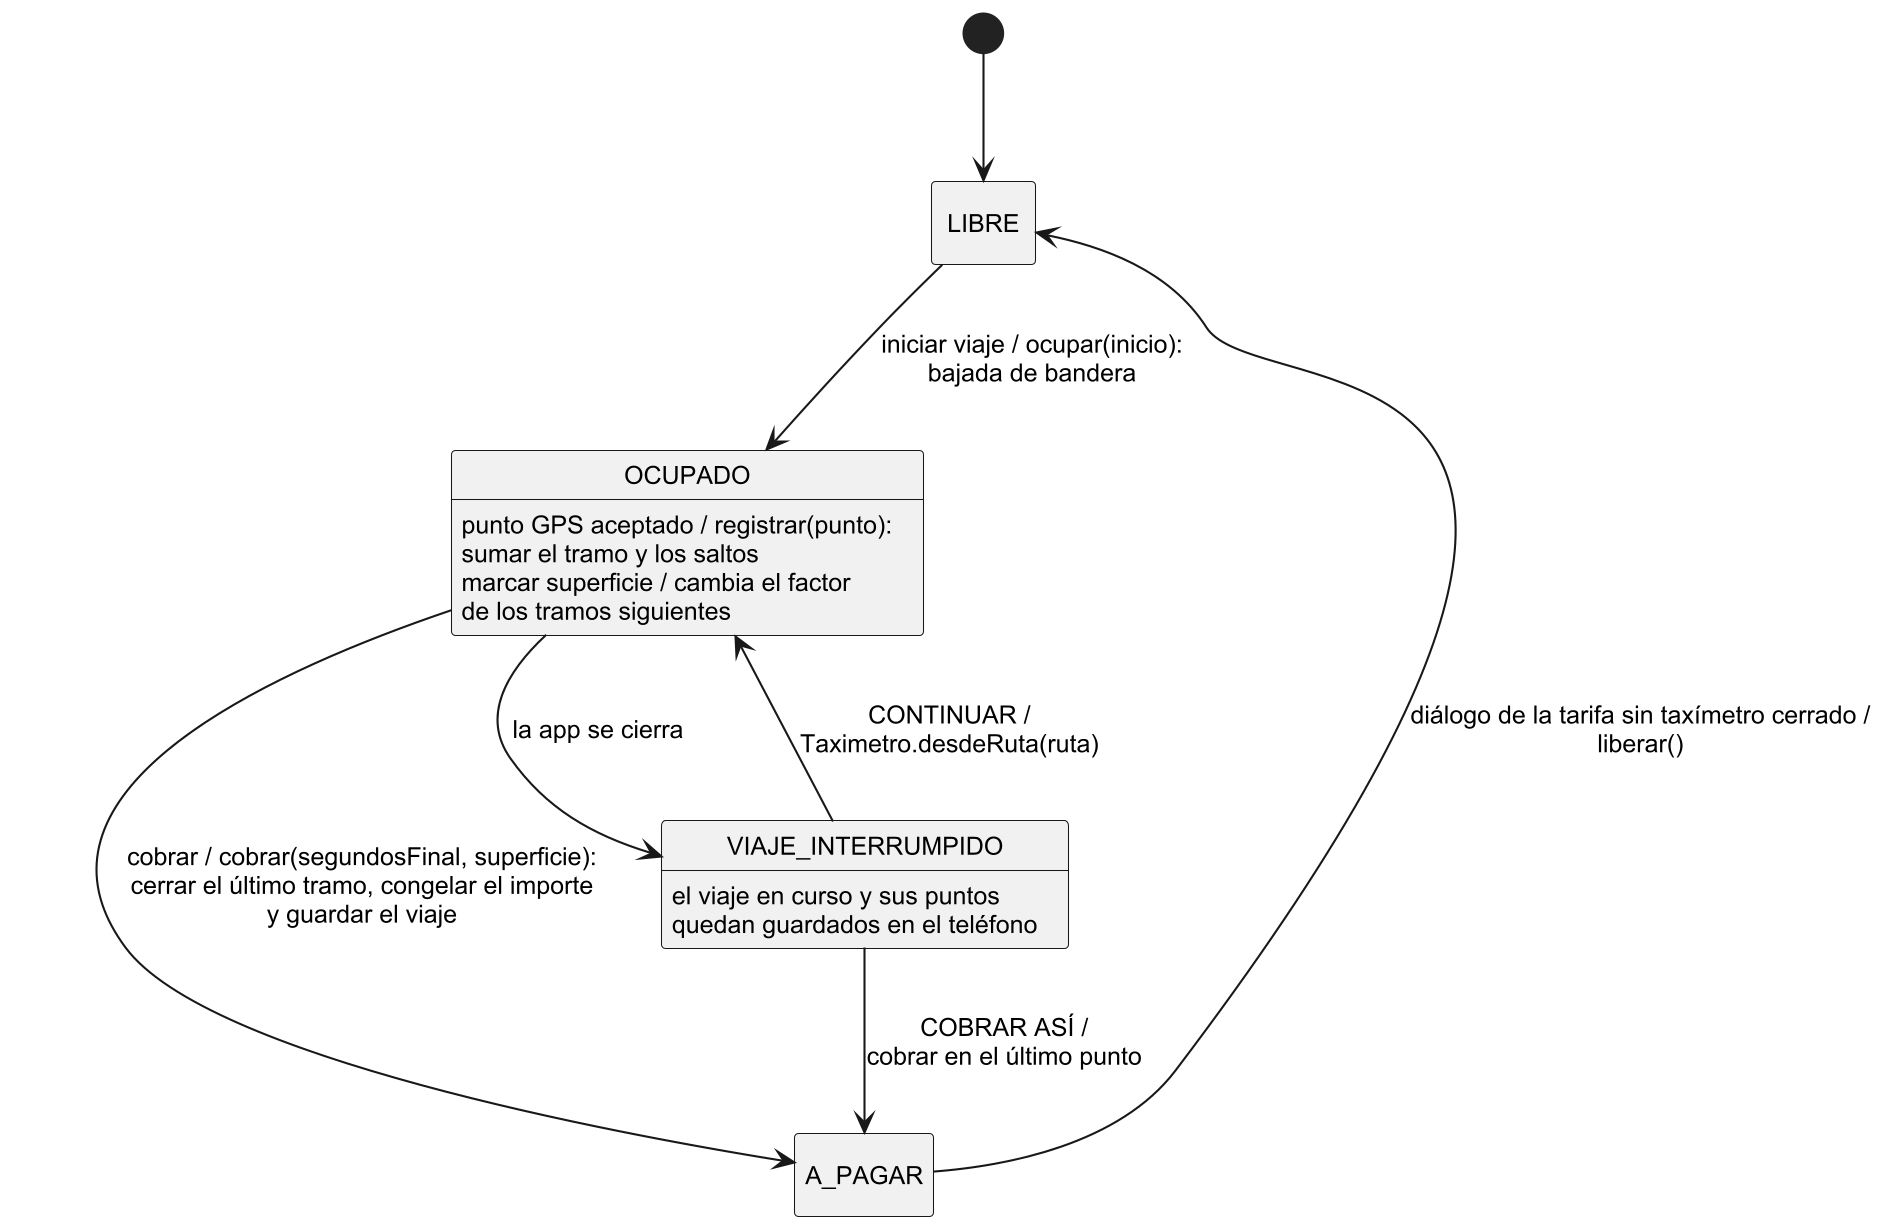 LIBRE
iniciar viaje / ocupar(inicio):
bajada de bandera
OCUPADO
punto GPS aceptado / registrar(punto):
sumar el tramo y los saltos
marcar superficie / cambia el factor
de los tramos siguientes
la app se cierra
CONTINUAR /
Taximetro.desdeRuta(ruta)
diálogo de la tarifa sin taxímetro cerrado /
liberar()
VIAJE_INTERRUMPIDO
el viaje en curso y sus puntos
quedan guardados en el teléfono
cobrar / cobrar(segundosFinal, superficie):
cerrar el último tramo, congelar el importe
y guardar el viaje
COBRAR ASÍ /
cobrar en el último punto
A_PAGAR